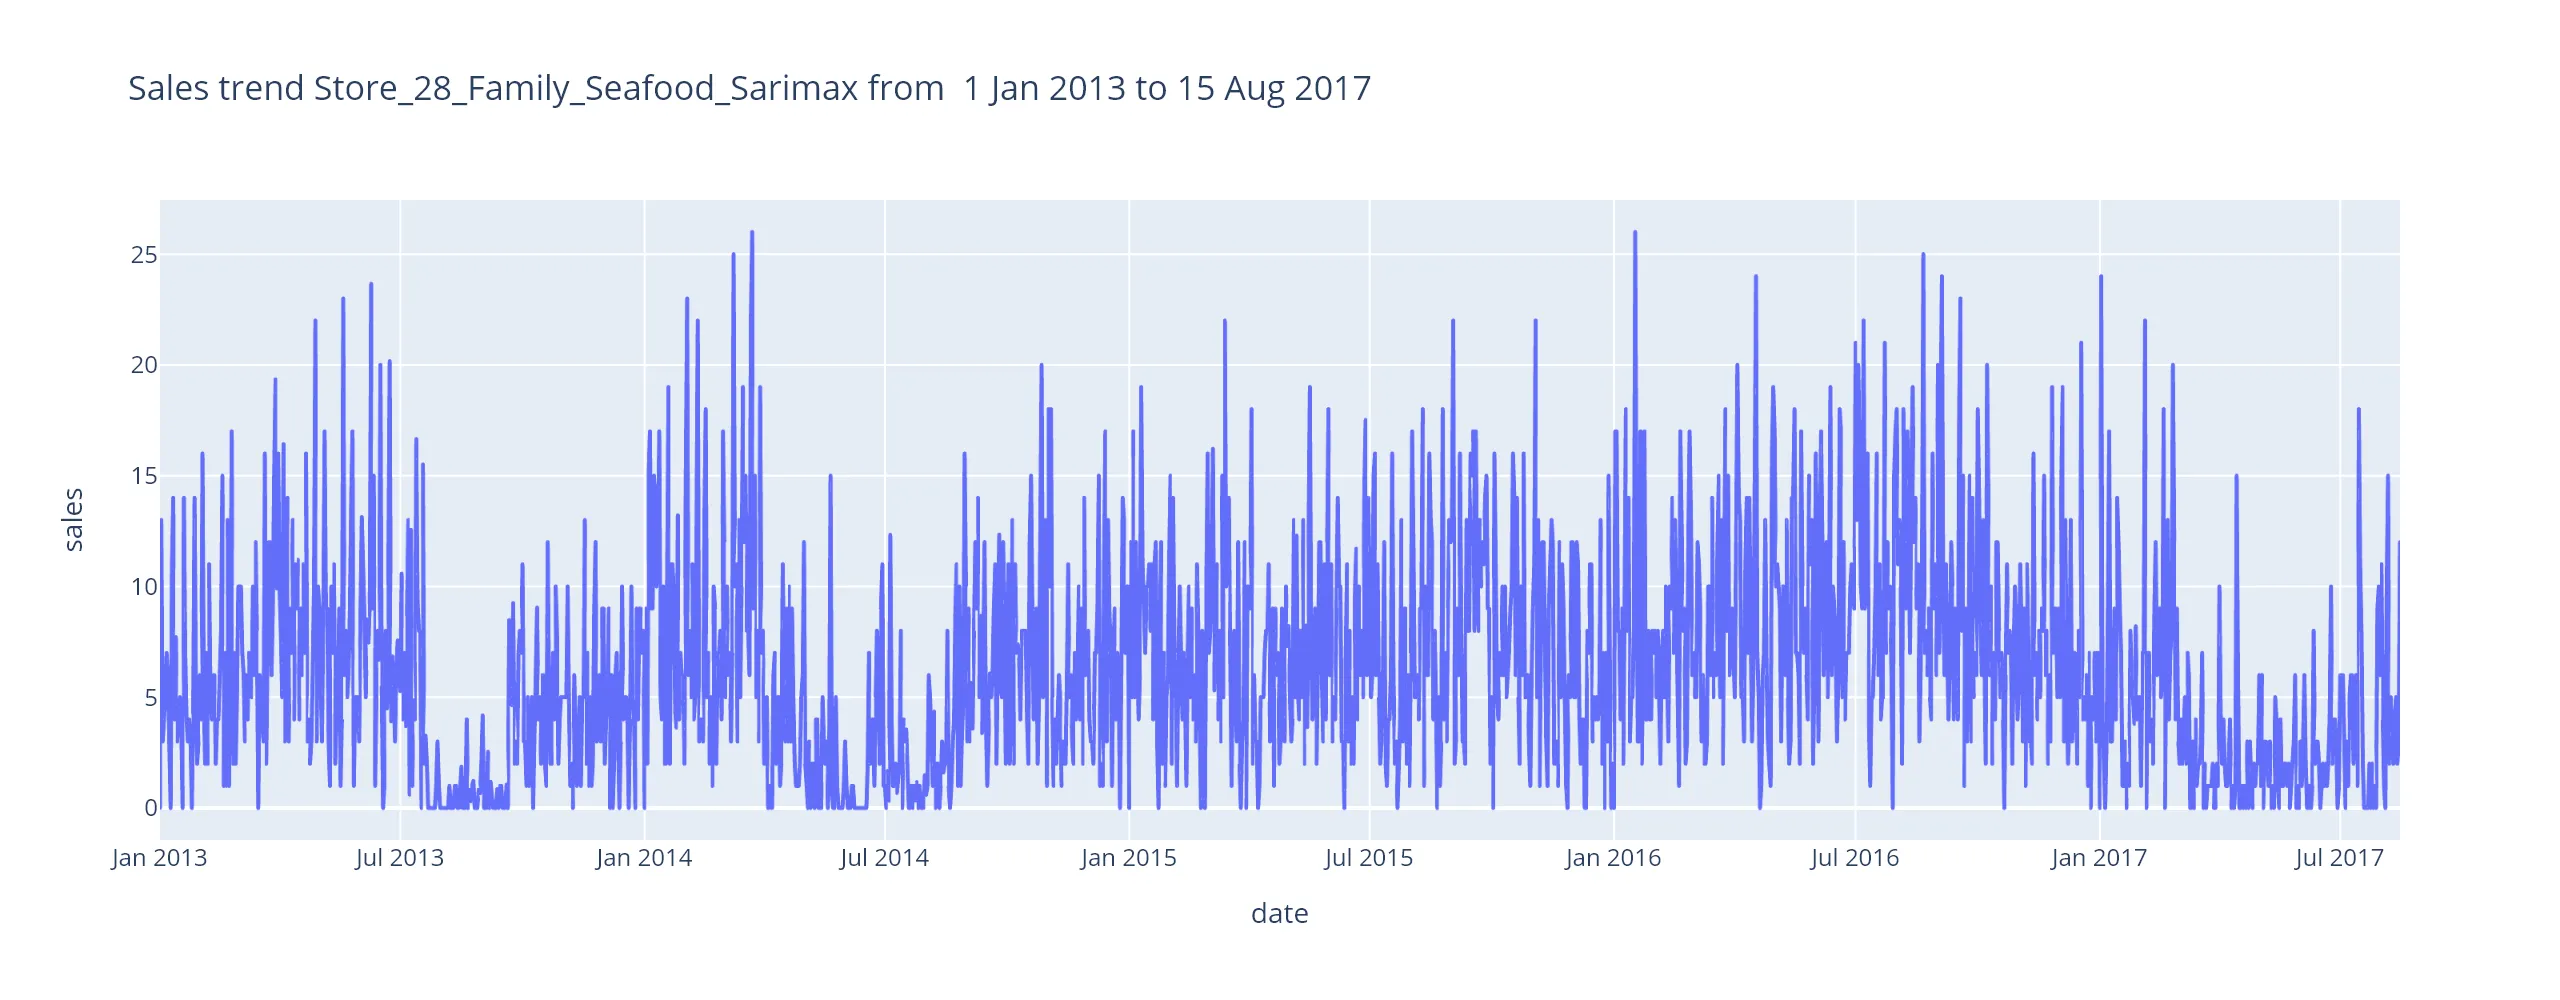 Sales trend Store_28_Family_Seafood_Sarimax from  1 Jan 2013 to 15 Aug 2017
25
20
15
10
5
0
sales
Jan 2013
Jul 2013
Jan 2014
Jul 2014
Jan 2015
Jul 2015
Jan 2016
Jul 2016
Jan 2017
Jul 2017
date